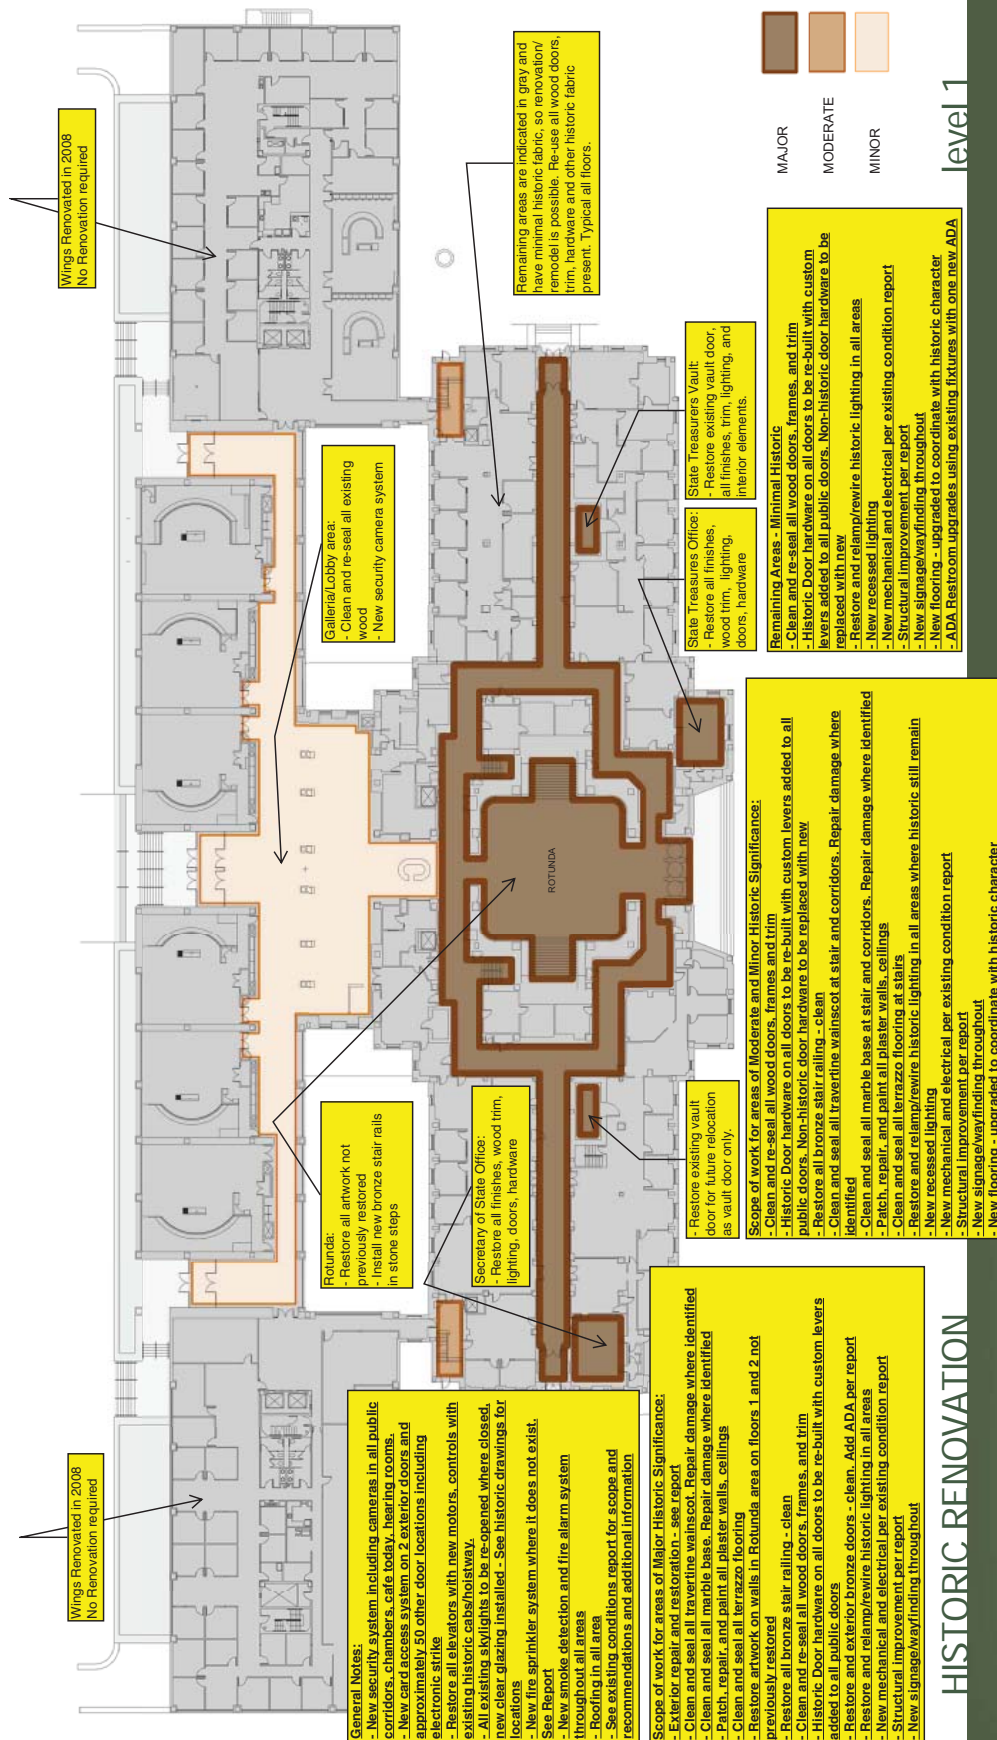 Wings Renovated in 2008
No Renovation required
Wings Renovated in 2008
No Renovation required
General Notes:
- New security system including cameras in all public
corridors, chambers, cafe today, hearing rooms.
- New card access system on 2 exterior doors and
approximately 50 other door locations including
electronic strike
- Restore all elevators with new motors, controls with
existing historic cabs/hoistway.
- All existing skylights to be re-opened where closed,
new clear glazing installed - See historic drawings for
locations
- New fire sprinkler system where it does not exist.
See Report
- New smoke detection and fire alarm system
throughout all areas
- Roofing in all area
- See existing conditions report for scope and
recommendations and additional information
Rotunda:
- Restore all artwork not
previously restored
- Install new bronze stair rails
in stone steps
Galleria/Lobby area:
- Clean and re-seal all existing
wood
- New security camera system
Remaining areas are indicated in gray and
have minimal historic fabric, so renovation/
remodel is possible. Re-use all wood doors,
trim, hardware and other historic fabric
present. Typical all floors.
Secretary of State Office:
- Restore all finishes, wood trim,
lighting, doors, hardware
ROTUNDA
- Restore existing vault
door for future relocation
as vault door only.
State Treasures Office:
- Restore all finishes,
wood trim, lighting,
doors, hardware
State Treasurers Vault:
- Restore existing vault door,
all finishes, trim, lighting, and
interior elements.
Scope of work for areas of Major Historic Significance:
- Exterior repair and restoration - see report
- Clean and seal all travertine wainscot. Repair damage where identified
- Clean and seal all marble base. Repair damage where identified
- Patch, repair, and paint all plaster walls, ceilings
- Clean and seal all terrazzo flooring
- Restore artwork on walls in Rotunda area on floors 1 and 2 not
previously restored
- Restore all bronze stair railing - clean
- Clean and re-seal all wood doors, frames, and trim
- Historic Door hardware on all doors to be re-built with custom levers
added to all public doors
- Restore and exterior bronze doors - clean. Add ADA per report
- Restore and relamp/rewire historic lighting in all areas
- New mechanical and electrical per existing condition report
- Structural improvement per report
- New signage/wayfinding throughout
Scope of work for areas of Moderate and Minor Historic Significance:
- Clean and re-seal all wood doors, frames and trim
- Historic Door hardware on all doors to be re-built with custom levers added to all
public doors. Non-historic door hardware to be replaced with new
- Restore all bronze stair railing - clean
- Clean and seal all travertine wainscot at stair and corridors. Repair damage where
identified
- Clean and seal all marble base at stair and corridors. Repair damage where identified
- Patch, repair, and paint all plaster walls, ceilings
- Clean and seal all terrazzo flooring at stairs
- Restore and relamp/rewire historic lighting in all areas where historic still remain
- New recessed lighting
- New mechanical and electrical per existing condition report
- Structural improvement per report
- New signage/wayfinding throughout
- New flooring - upgraded to coordinate with historic character
Remaining Areas - Minimal Historic
- Clean and re-seal all wood doors, frames, and trim
- Historic Door hardware on all doors to be re-built with custom
levers added to all public doors. Non-historic door hardware to be
replaced with new
- Restore and relamp/rewire historic lighting in all areas
- New recessed lighting
- New mechanical and electrical per existing condition report
- Structural improvement per report
- New signage/wayfinding throughout
- New flooring - upgraded to coordinate with historic character
- ADA Restroom upgrades using existing fixtures with one new ADA
MAJOR
MODERATE
MINOR
HISTORIC RENOVATION
level 1